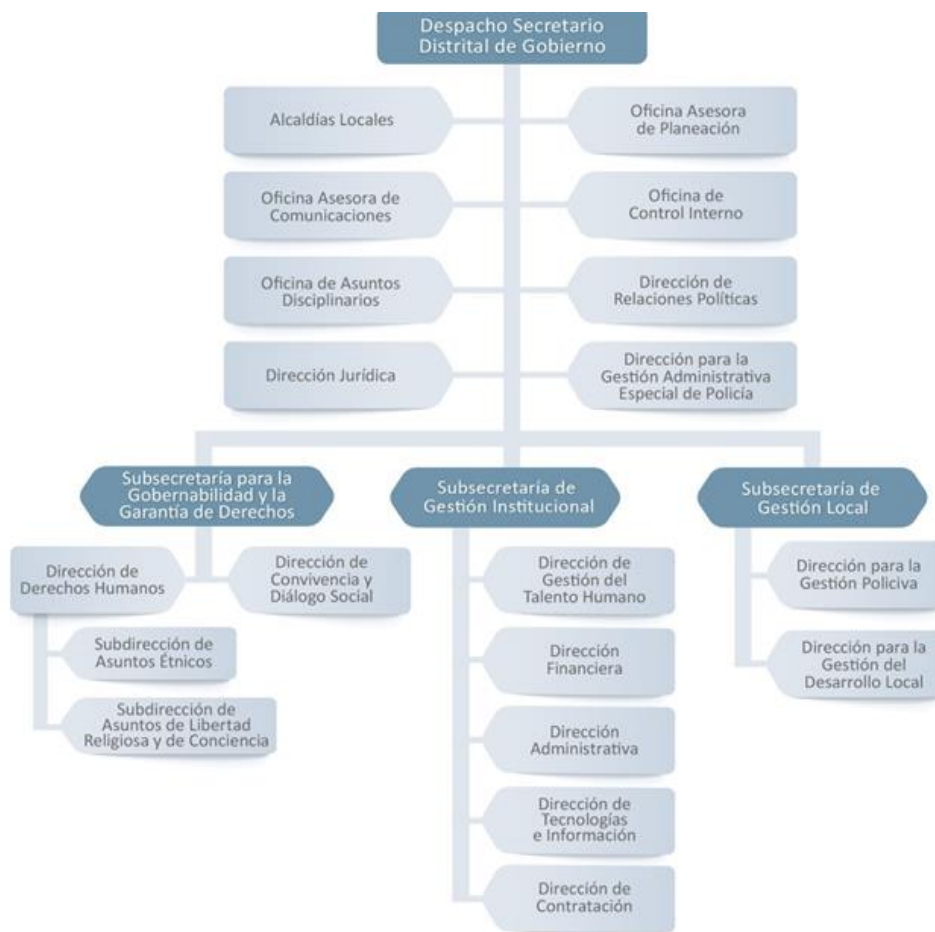 Despacho Secretario
Distrital de Gobierno
Alcaldías Locales
Oficina Asesora
de Planeación
Oficina Asesora de
Comunicaciones
Oficina de
Control Interno
Oficina de Asuntos
Disciplinarios
Dirección de
Relaciones Políticas
Dirección Jurídica
Dirección para la
Gestión Administrativa
Especial de Policía
Subsecretaría para la
Gobernabilidad y la
Garantía de Derechos
Dirección de
Derechos Humanos
Dirección de
Convivencia y
Diálogo Social
Subdirección de
Asuntos Étnicos
Subdirección de
Asuntos de Libertad
Religiosa y de Conciencia
Subsecretaría de
Gestión Institucional
Dirección de
Gestión del
Talento Humano
Dirección
Financiera
Dirección
Administrativa
Dirección de
Tecnologías
e Información
Dirección de
Contratación
Subsecretaría de
Gestión Local
Dirección para la
Gestión Policiva
Dirección para la
Gestión del
Desarrollo Local